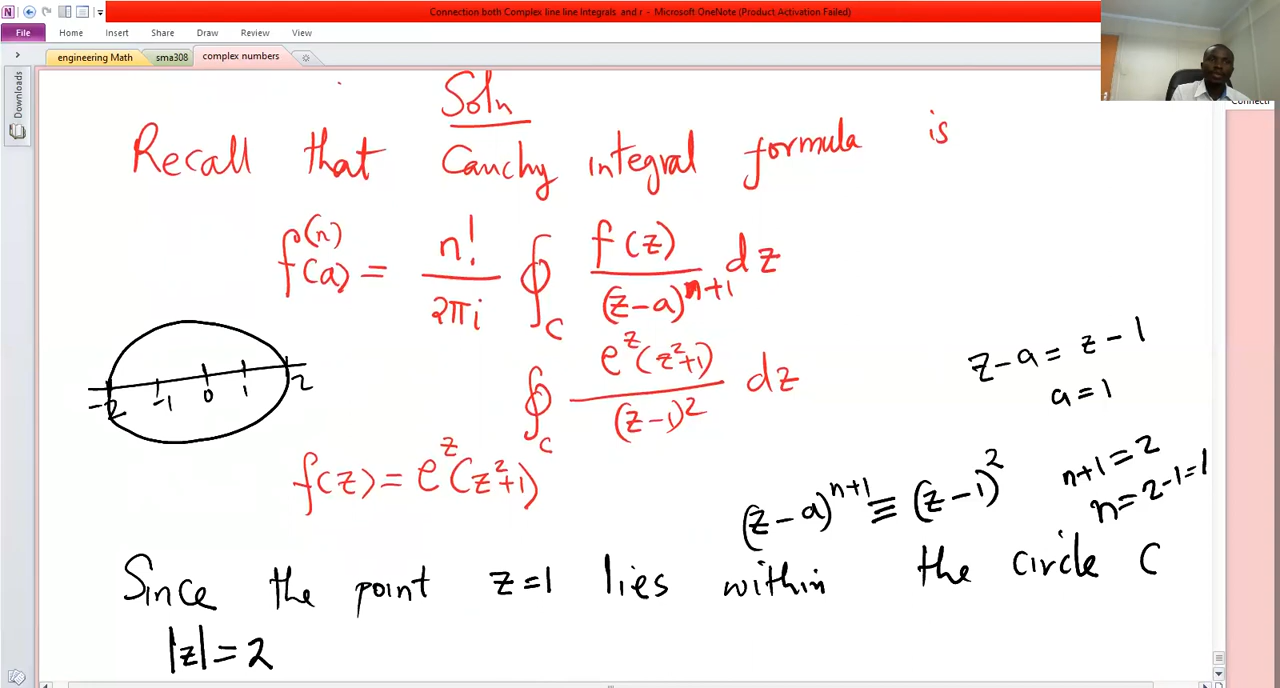 Connection both Complex line line Integrals and r - Microsoft OneNote (Product Activation Failed)
File Home Insert Share Draw Review View
engineering Math sma308 complex numbers
Downloads
Connecti
Soln
Recall that Cauchy integral formula is
f^(n)(a) = n!/2πi ∮_C f(z)/(z-a)^(n+1) dz
∮_C e^z(z^2+1)/(z-1)^2 dz
z-a = z-1
a=1
-2 -1 0 1 2
f(z) = e^z(z^2+1)
(z-a)^(n+1) ≡ (z-1)^2
n+1=2
n=2-1=1
Since the point z=1 lies within the circle C
|z|=2